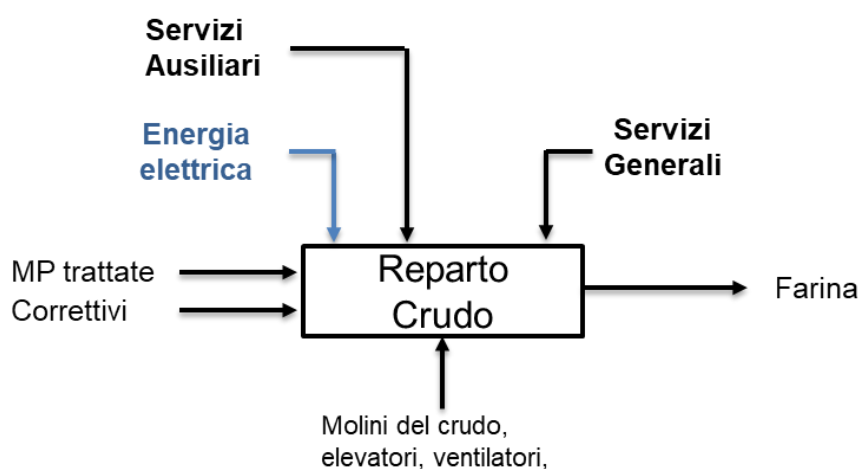 Servizi
Ausiliari
Energia
elettrica
Servizi
Generali
MP trattate
Correttivi
Reparto
Crudo
Farina
Molini del crudo,
elevatori, ventilatori,